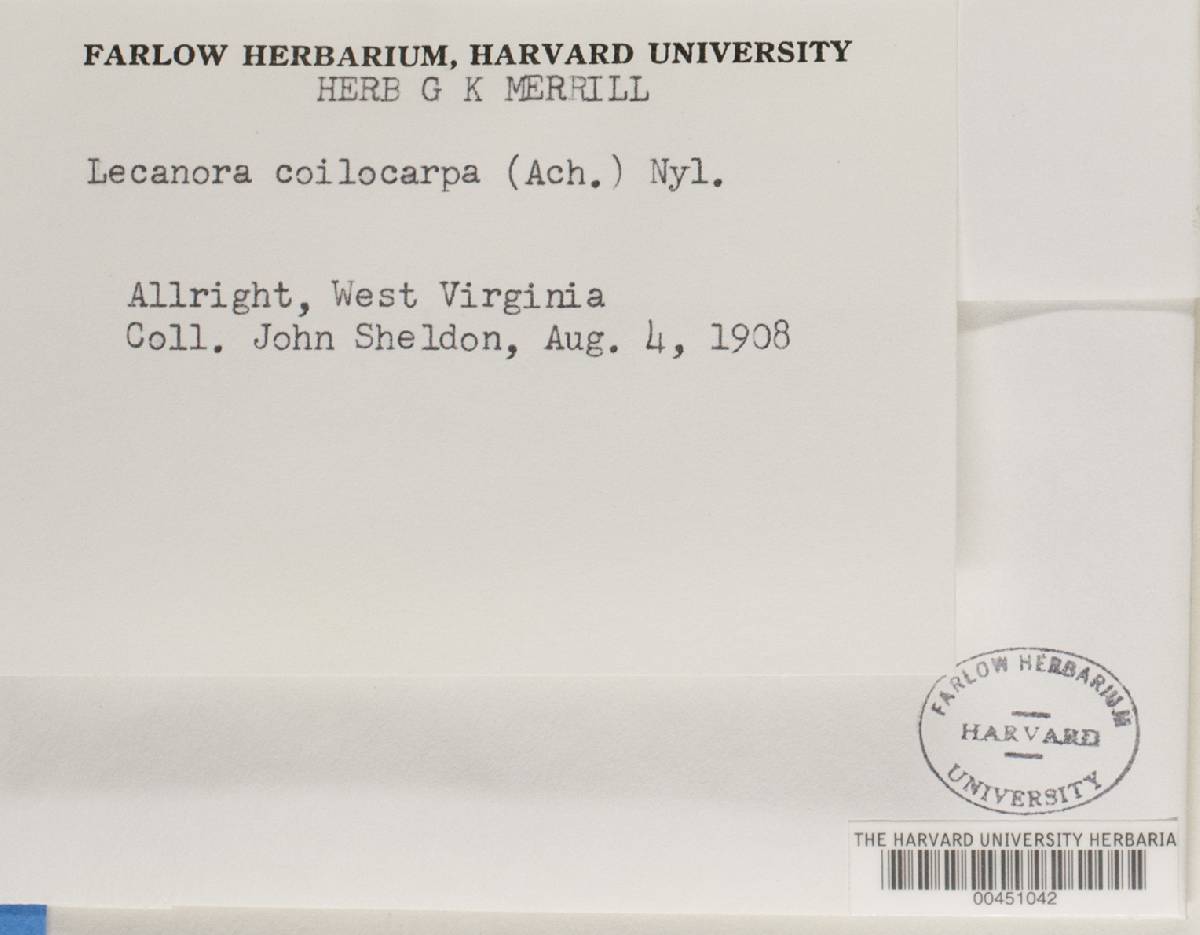 FARLOW HERBARIUM, HARVARD UNIVERSITY
HERB G K MERRILL
Lecanora coilocarpa (Ach.) Nyl.
Allright, West Virginia
Coll. John Sheldon, Aug. 4, 1908
FARLOW HERBARIUM
HARVARD
UNIVERSITY
THE HARVARD UNIVERSITY HERBARIA
00451042